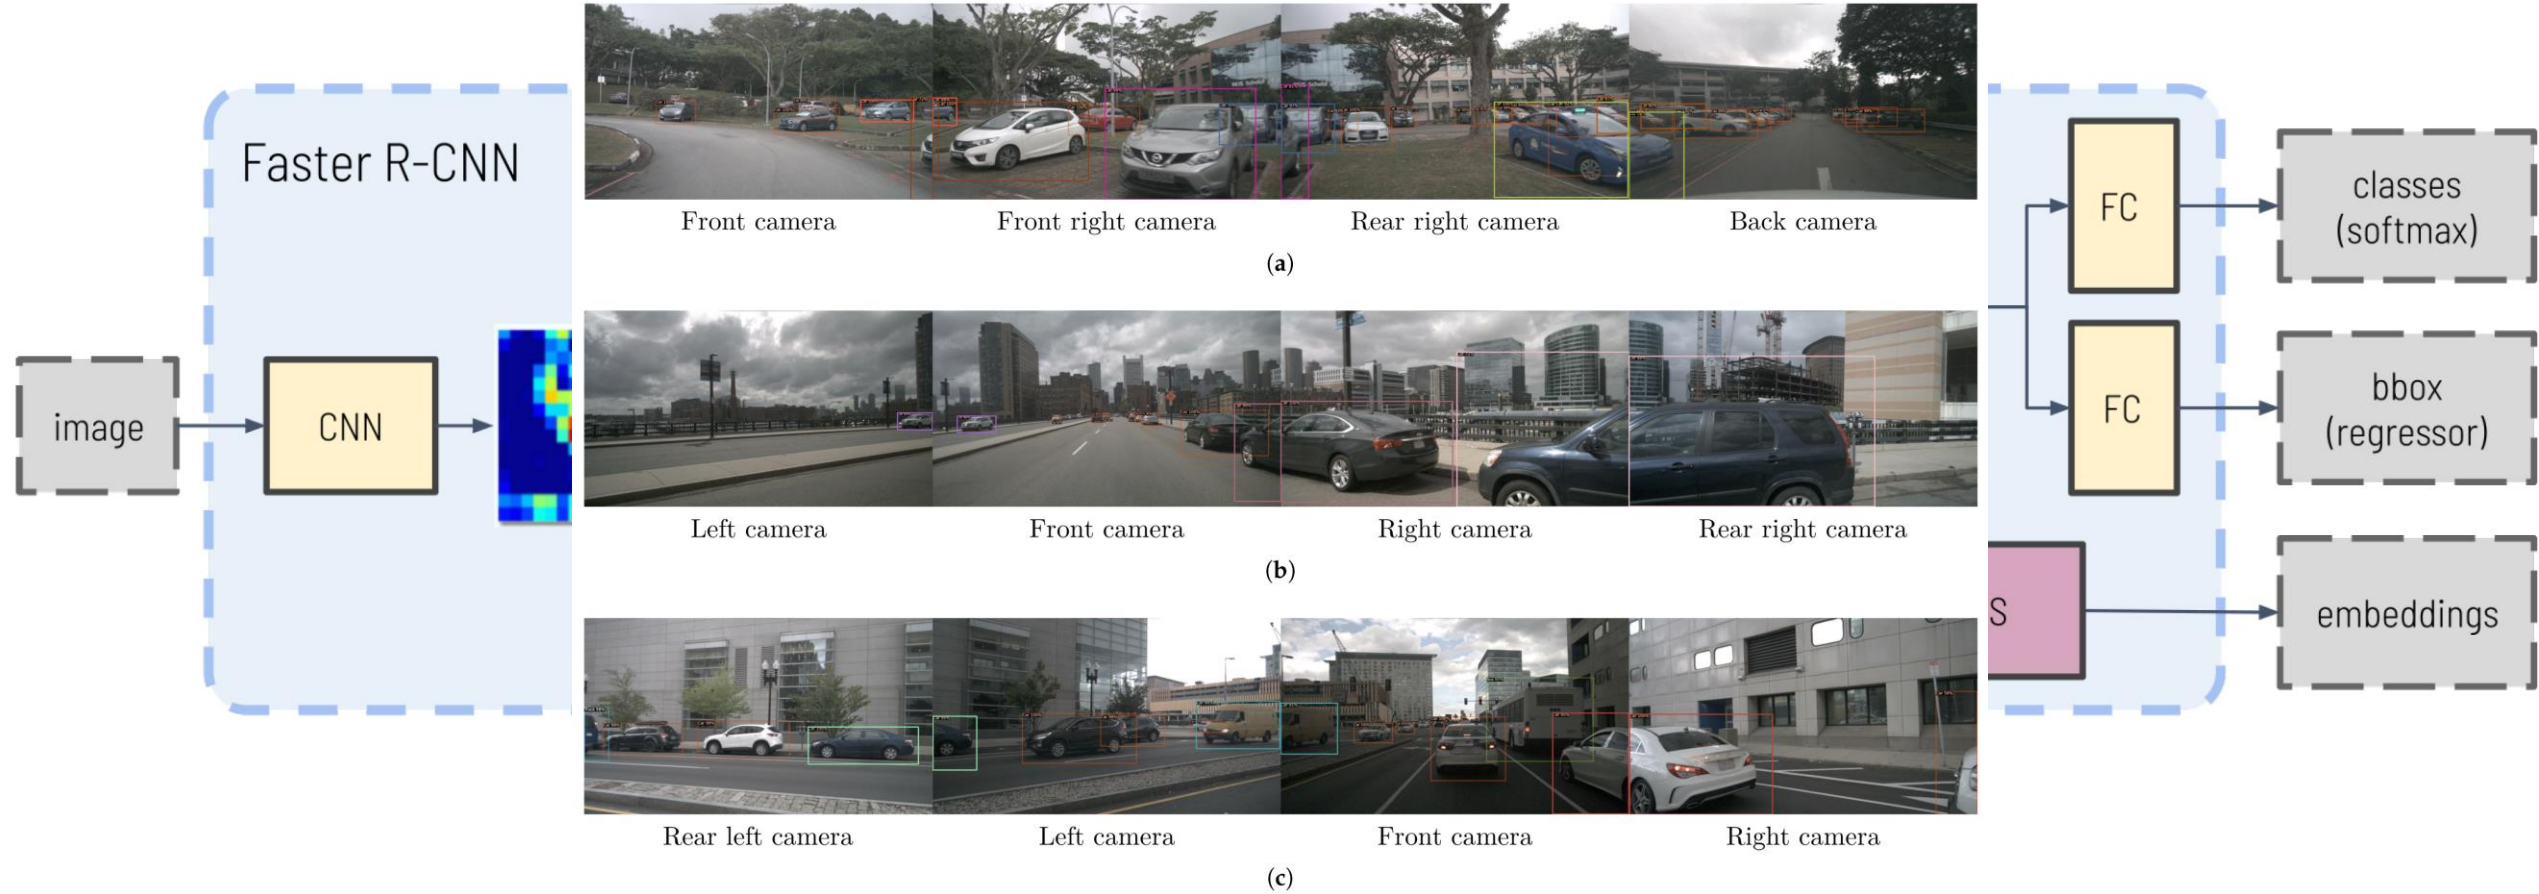 Faster R-CNN
image
CNN
Front camera
Front right camera
Rear right camera
Back camera
(a)
Left camera
Front camera
Right camera
Rear right camera
(b)
Rear left camera
Left camera
Front camera
Right camera
(c)
FC
classes
(softmax)
FC
bbox
(regressor)
S
embeddings